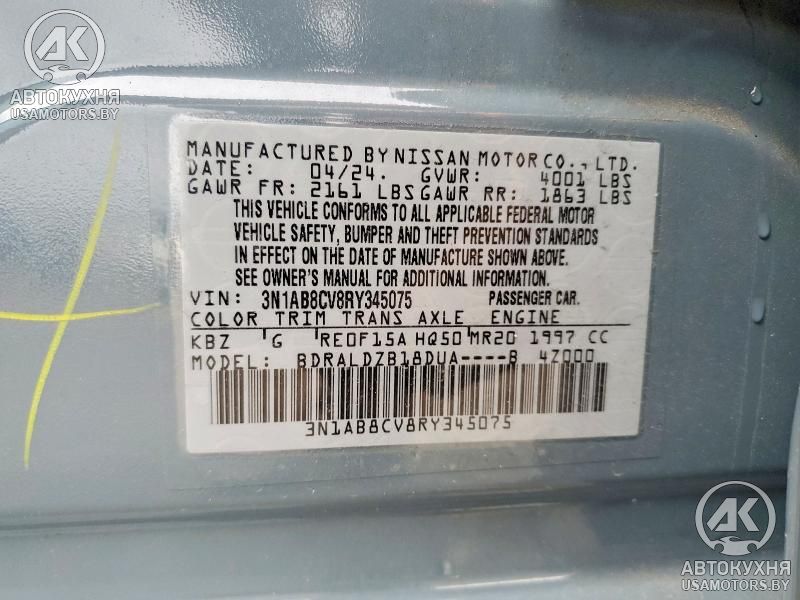 AK
АВТОКУХНЯ
USAMOTORS.BY
MANUFACTURED BY NISSAN MOTOR CO., LTD.
DATE: 04/24. GVWR: 4001 LBS
GAWR FR: 2161 LBS GAWR RR: 1863 LBS
THIS VEHICLE CONFORMS TO ALL APPLICABLE FEDERAL MOTOR
VEHICLE SAFETY, BUMPER AND THEFT PREVENTION STANDARDS
IN EFFECT ON THE DATE OF MANUFACTURE SHOWN ABOVE.
SEE OWNER'S MANUAL FOR ADDITIONAL INFORMATION.
VIN: 3N1AB8CV8RY345075 PASSENGER CAR.
COLOR TRIM TRANS AXLE ENGINE
KBZ G RE0F15A HQ50 MR20 1997 CC
MODEL: BDRALDZB18DUA----B 4Z000
3N1AB8CV8RY345075
AK
АВТОКУХНЯ
USAMOTORS.BY